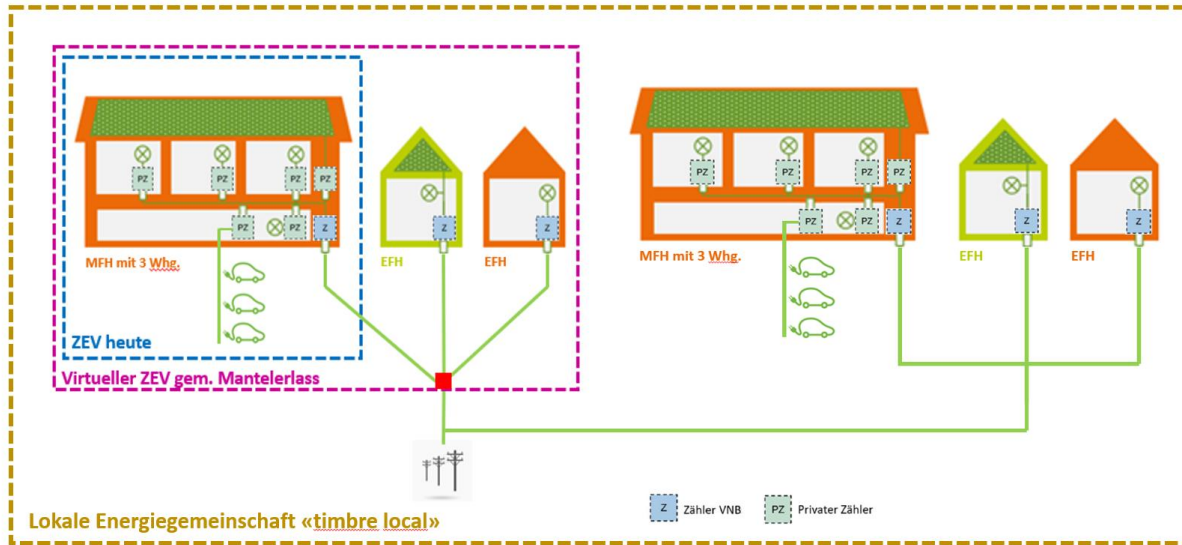 PZ
PZ
PZ
PZ
PZ
PZ
Z
Z
Z
MFH mit 3 Whg.
EFH
EFH
PZ
PZ
PZ
PZ
PZ
PZ
Z
Z
Z
MFH mit 3 Whg.
EFH
EFH
ZEV heute
Virtueller ZEV gem. Mantelerlass
Z Zähler VNB
PZ Privater Zähler
Lokale Energiegemeinschaft «timbre local»